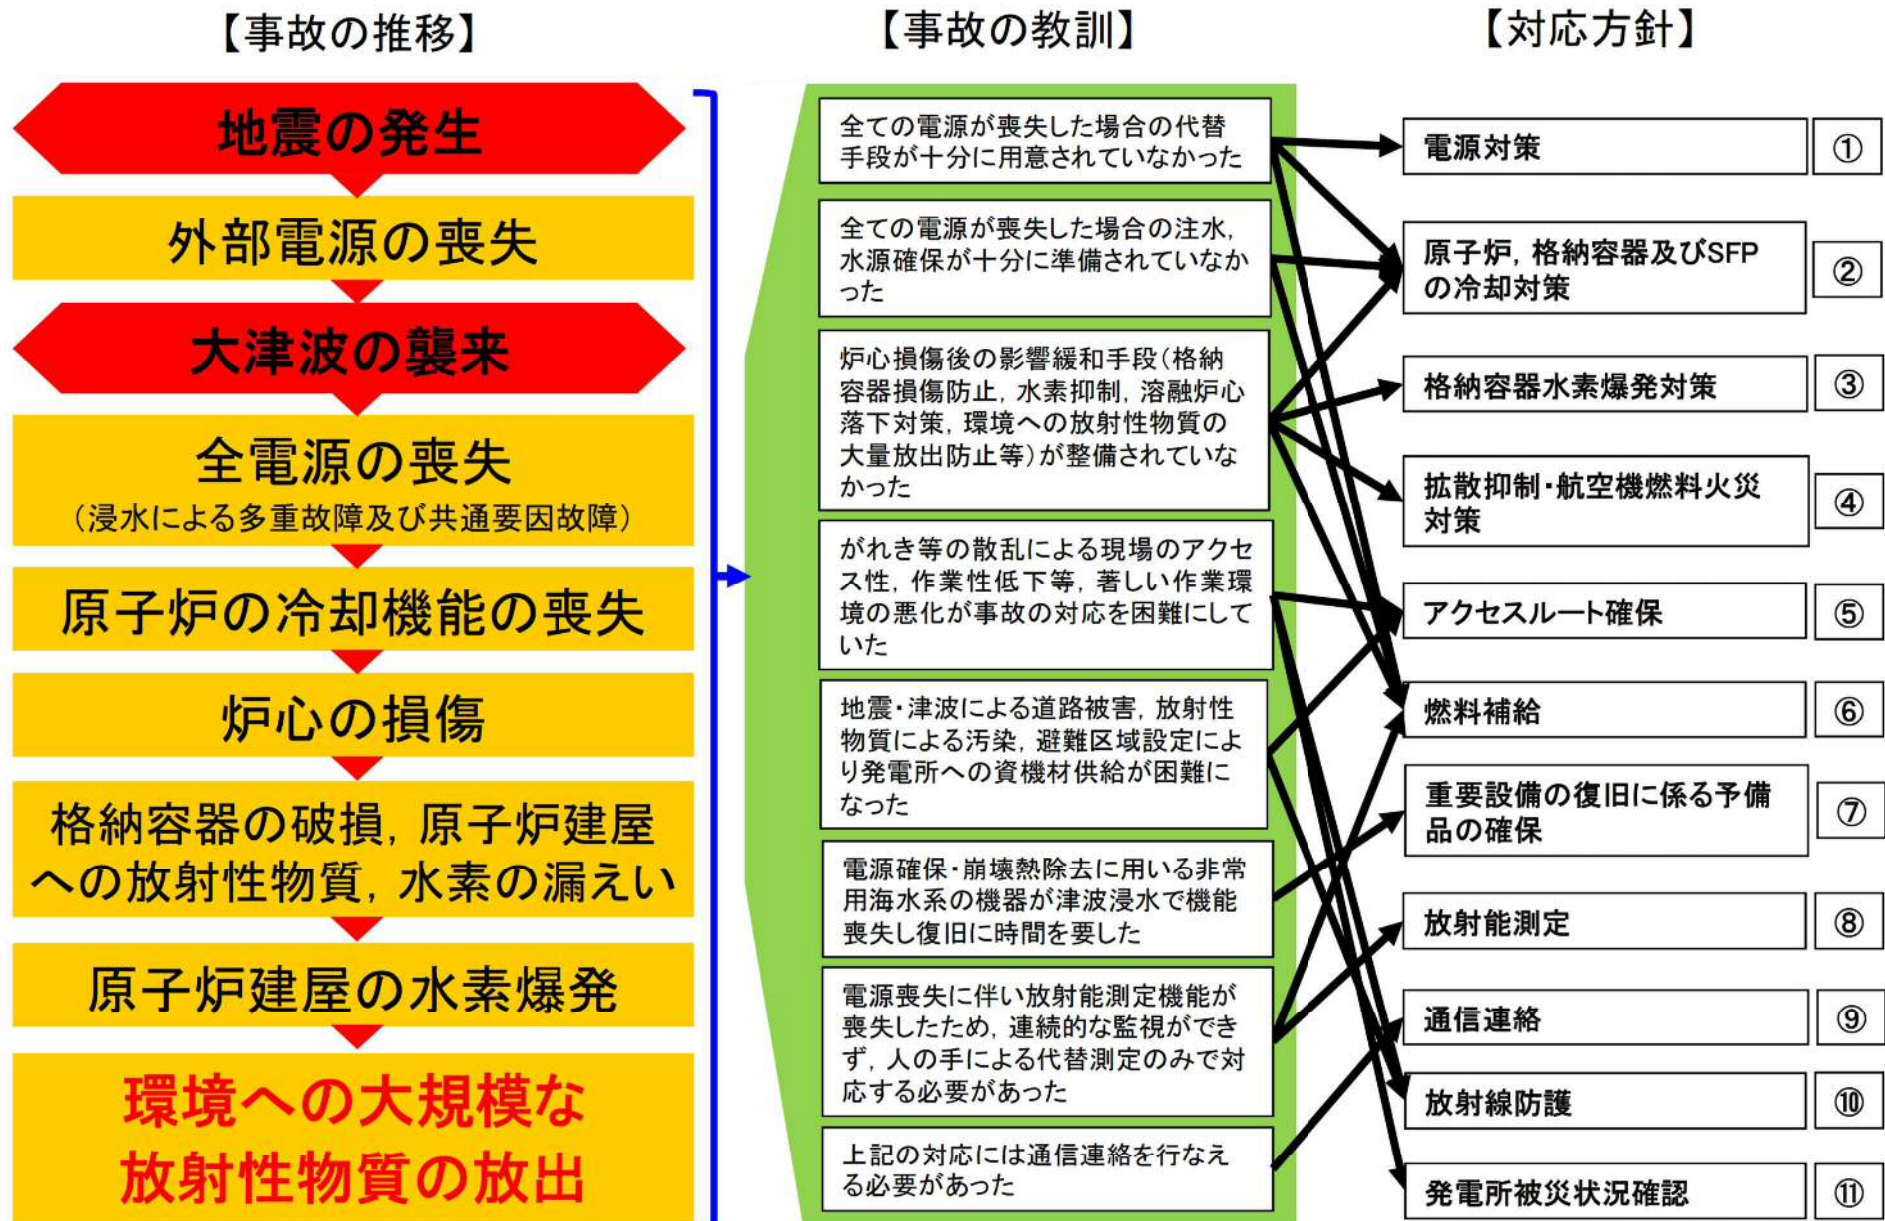 【事故の推移】
地震の発生
外部電源の喪失
大津波の襲来
全電源の喪失
（浸水による多重故障及び共通要因故障）
原子炉の冷却機能の喪失
炉心の損傷
格納容器の破損，原子炉建屋
への放射性物質，水素の漏えい
原子炉建屋の水素爆発
環境への大規模な
放射性物質の放出
【事故の教訓】
全ての電源が喪失した場合の代替
手段が十分に用意されていなかった
全ての電源が喪失した場合の注水，
水源確保が十分に準備されていなか
った
炉心損傷後の影響緩和手段（格納
容器損傷防止，水素抑制，溶融炉心
落下対策，環境への放射性物質の
大量放出防止等）が整備されていな
かった
がれき等の散乱による現場のアクセ
ス性，作業性低下等，著しい作業環
境の悪化が事故の対応を困難にして
いた
地震・津波による道路被害，放射性
物質による汚染，避難区域設定によ
り発電所への資機材供給が困難に
なった
電源確保・崩壊熱除去に用いる非常
用海水系の機器が津波浸水で機能
喪失し復旧に時間を要した
電源喪失に伴い放射能測定機能が
喪失したため，連続的な監視ができ
ず，人の手による代替測定のみで対
応する必要があった
上記の対応には通信連絡を行なえ
る必要があった
【対応方針】
電源対策 ①
原子炉，格納容器及びSFP
の冷却対策 ②
格納容器水素爆発対策 ③
拡散抑制・航空機燃料火災
対策 ④
アクセスルート確保 ⑤
燃料補給 ⑥
重要設備の復旧に係る予備
品の確保 ⑦
放射能測定 ⑧
通信連絡 ⑨
放射線防護 ⑩
発電所被災状況確認 ⑪